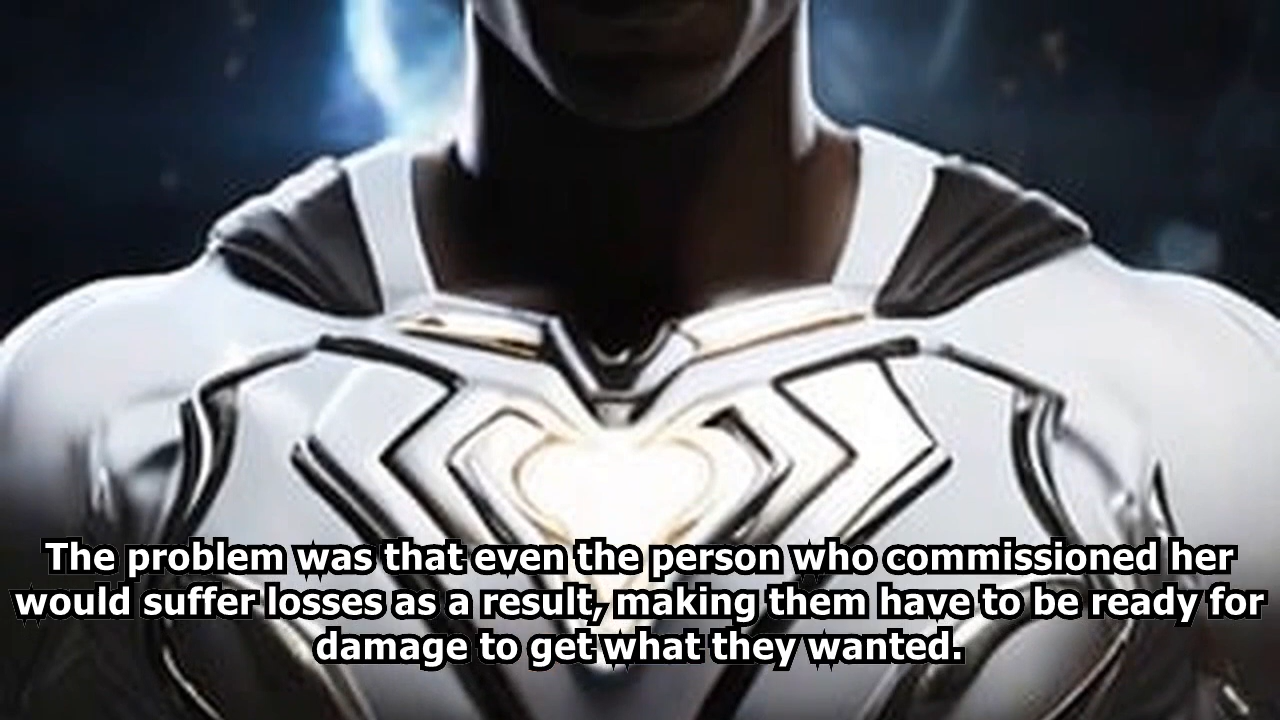 The problem was that even the person who commissioned her
would suffer losses as a result, making them have to be ready for
damage to get what they wanted.